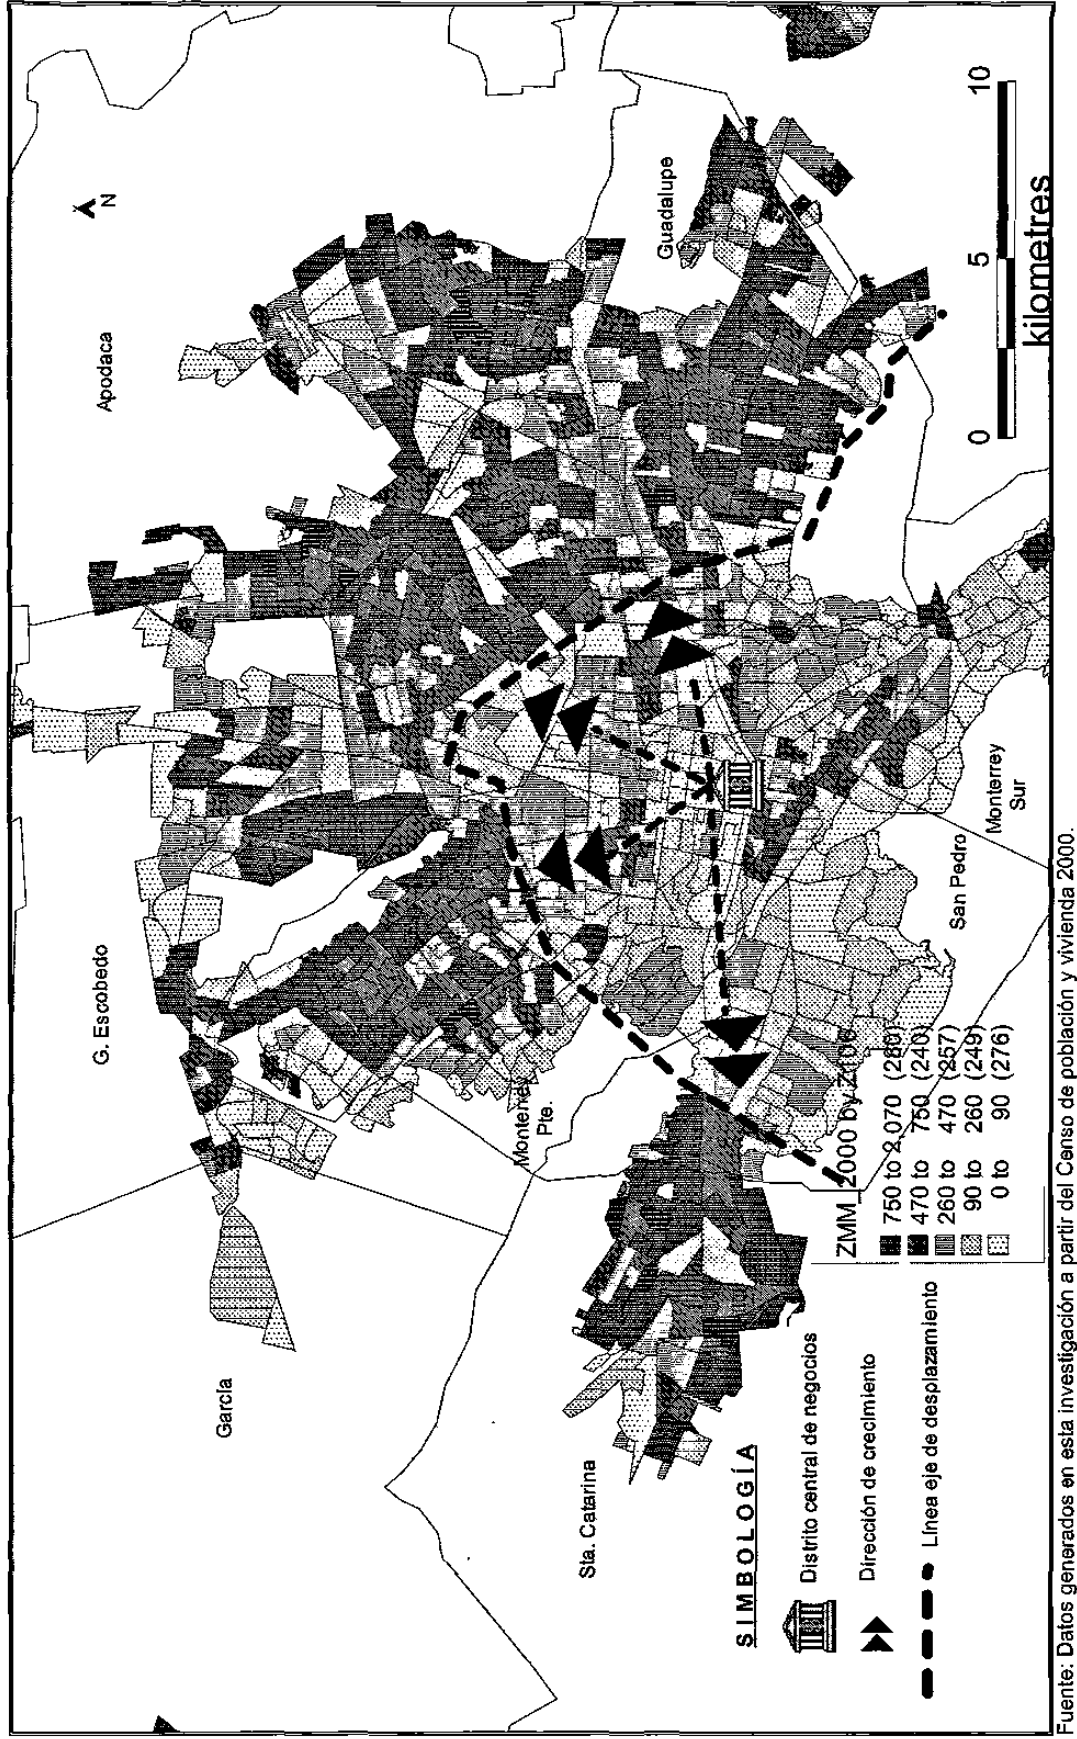 Apodaca
N
G. Escobedo
Guadalupe
García
Monterrey
Pte.
Sta. Catarina
San Pedro
Monterrey
Sur
0 5 10
kilometres
SIMBOLOGÍA
Distrito central de negocios
Dirección de crecimiento
Línea eje de desplazamiento
ZMM_2000 by
750 to 2,070 (280)
470 to 750 (240)
260 to 470 (257)
90 to 260 (249)
0 to 90 (276)
Fuente: Datos generados en esta investigación a partir del Censo de población y vivienda 2000.